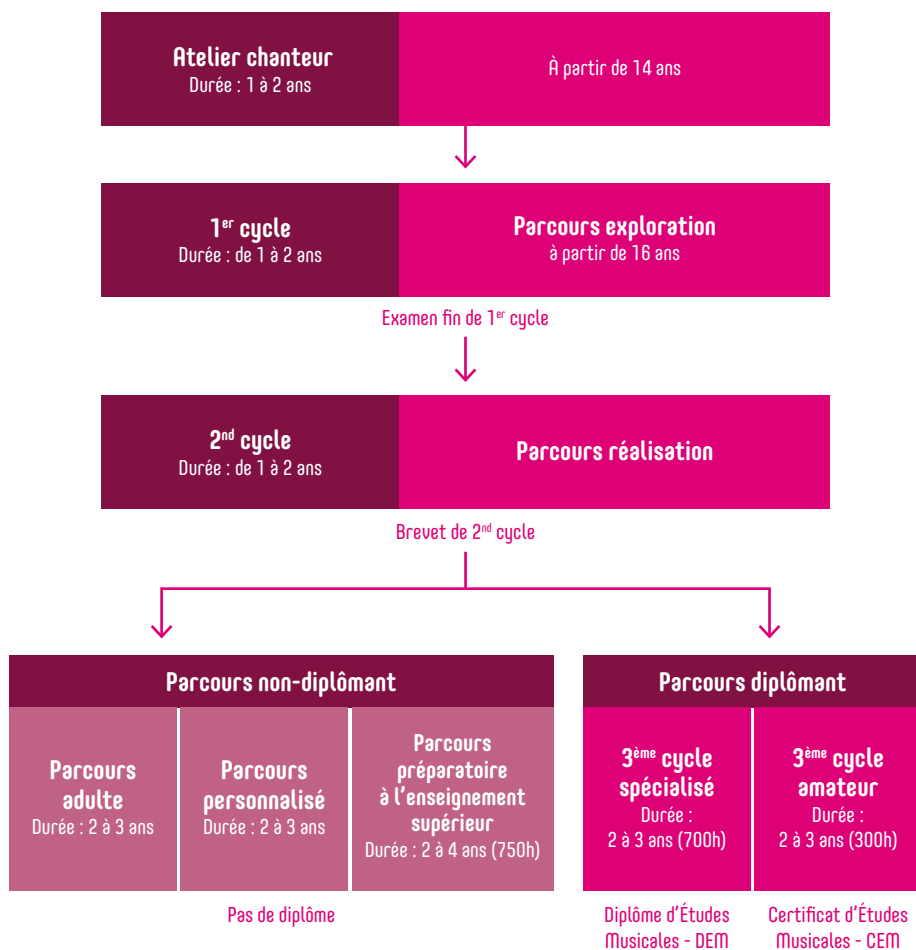 Atelier chanteur
Durée : 1 à 2 ans
À partir de 14 ans
1er cycle
Durée : de 1 à 2 ans
Parcours exploration
à partir de 16 ans
Examen fin de 1er cycle
2nd cycle
Durée : de 1 à 2 ans
Parcours réalisation
Brevet de 2nd cycle
Parcours non-diplômant
Parcours
adulte
Durée : 2 à 3 ans
Parcours
personnalisé
Durée : 2 à 3 ans
Parcours
préparatoire
à l'enseignement
supérieur
Durée : 2 à 4 ans (750h)
Pas de diplôme
Parcours diplômant
3ème cycle
spécialisé
Durée :
2 à 3 ans (700h)
3ème cycle
amateur
Durée :
2 à 3 ans (300h)
Diplôme d'Études
Musicales - DEM
Certificat d'Études
Musicales - CEM